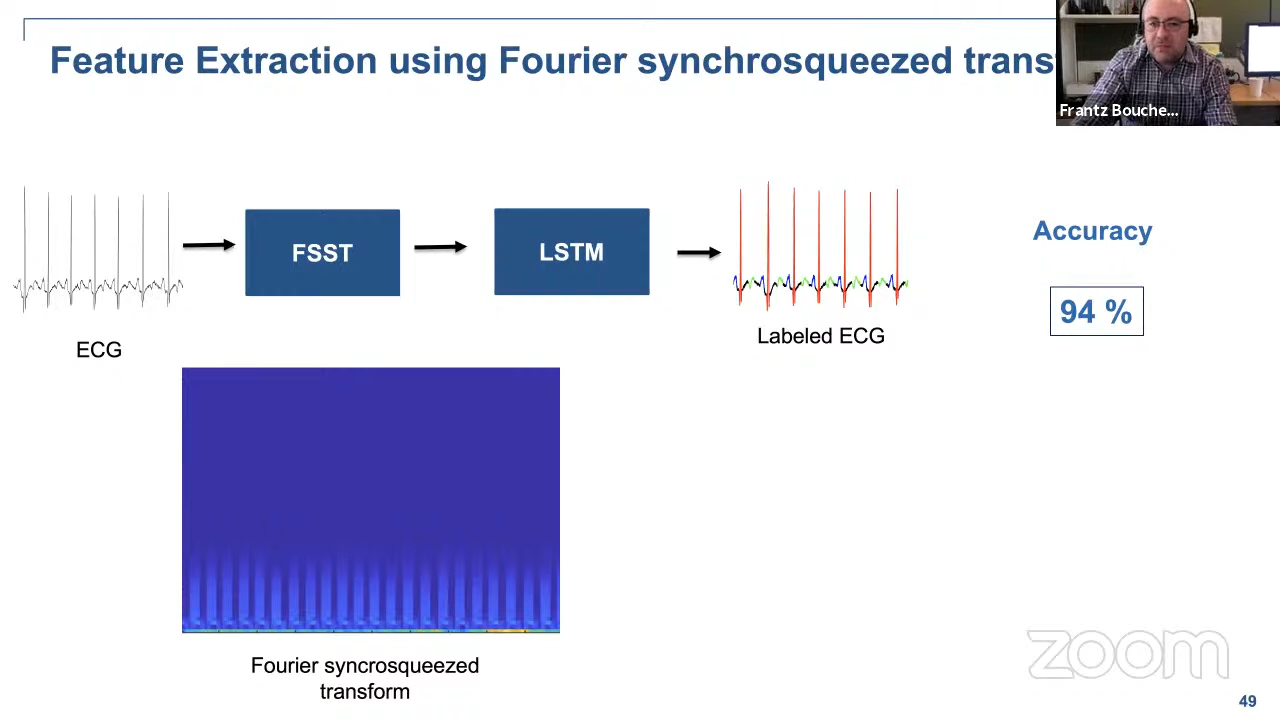 Feature Extraction using Fourier synchrosqueezed trans
Frantz Bouche...
FSST
LSTM
Accuracy
94 %
ECG
Labeled ECG
Fourier syncrosqueezed
transform
zoom
49